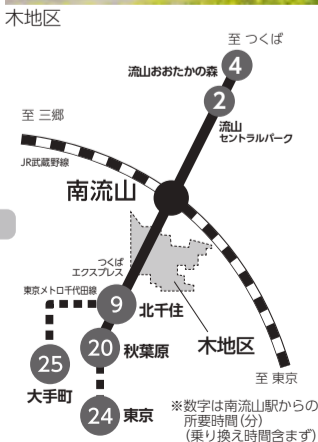 木地区
至 つくば
流山おおたかの森
4
2
流山
セントラルパーク
至 三郷
JR武蔵野線
南流山
つくば
エクスプレス
東京メトロ千代田線
9
北千住
20
秋葉原
木地区
25
大手町
至 東京
24
東京
※数字は南流山駅からの
所要時間(分)
(乗り換え時間含まず)